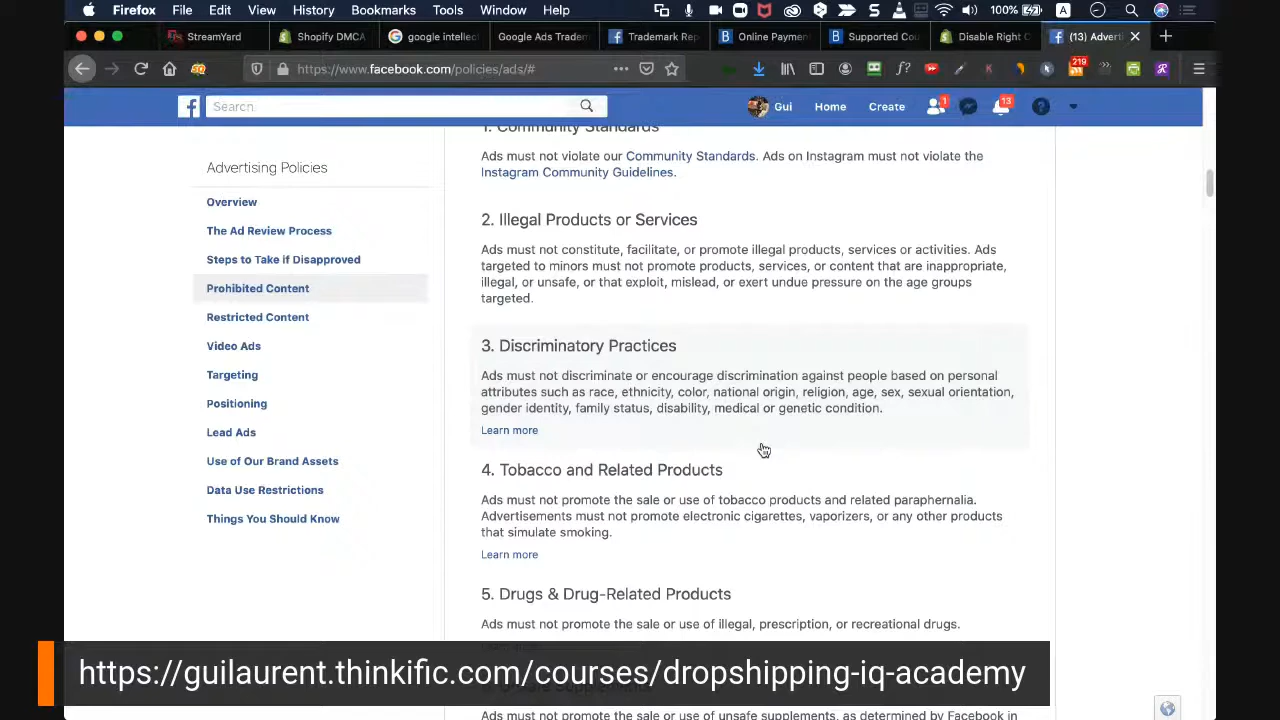 Firefox File Edit View History Bookmarks Tools Window Help 100%
StreamYard Shopify DMCA google intellec Google Ads Tradem Trademark Rep Online Paymen Supported Cou Disable Right C (13) Adverti
https://www.facebook.com/policies/ads/# 219
Search Gui Home Create 1 13
Advertising Policies
Overview
The Ad Review Process
Steps to Take if Disapproved
Prohibited Content
Restricted Content
Video Ads
Targeting
Positioning
Lead Ads
Use of Our Brand Assets
Data Use Restrictions
Things You Should Know
1. Community Standards
Ads must not violate our Community Standards. Ads on Instagram must not violate the
Instagram Community Guidelines.
2. Illegal Products or Services
Ads must not constitute, facilitate, or promote illegal products, services or activities. Ads
targeted to minors must not promote products, services, or content that are inappropriate,
illegal, or unsafe, or that exploit, mislead, or exert undue pressure on the age groups
targeted.
3. Discriminatory Practices
Ads must not discriminate or encourage discrimination against people based on personal
attributes such as race, ethnicity, color, national origin, religion, age, sex, sexual orientation,
gender identity, family status, disability, medical or genetic condition.
Learn more
4. Tobacco and Related Products
Ads must not promote the sale or use of tobacco products and related paraphernalia.
Advertisements must not promote electronic cigarettes, vaporizers, or any other products
that simulate smoking.
Learn more
5. Drugs & Drug-Related Products
Ads must not promote the sale or use of illegal, prescription, or recreational drugs.
https://guilaurent.thinkific.com/courses/dropshipping-iq-academy
Ads must not promote the sale or use of unsafe supplements, as determined by Facebook in